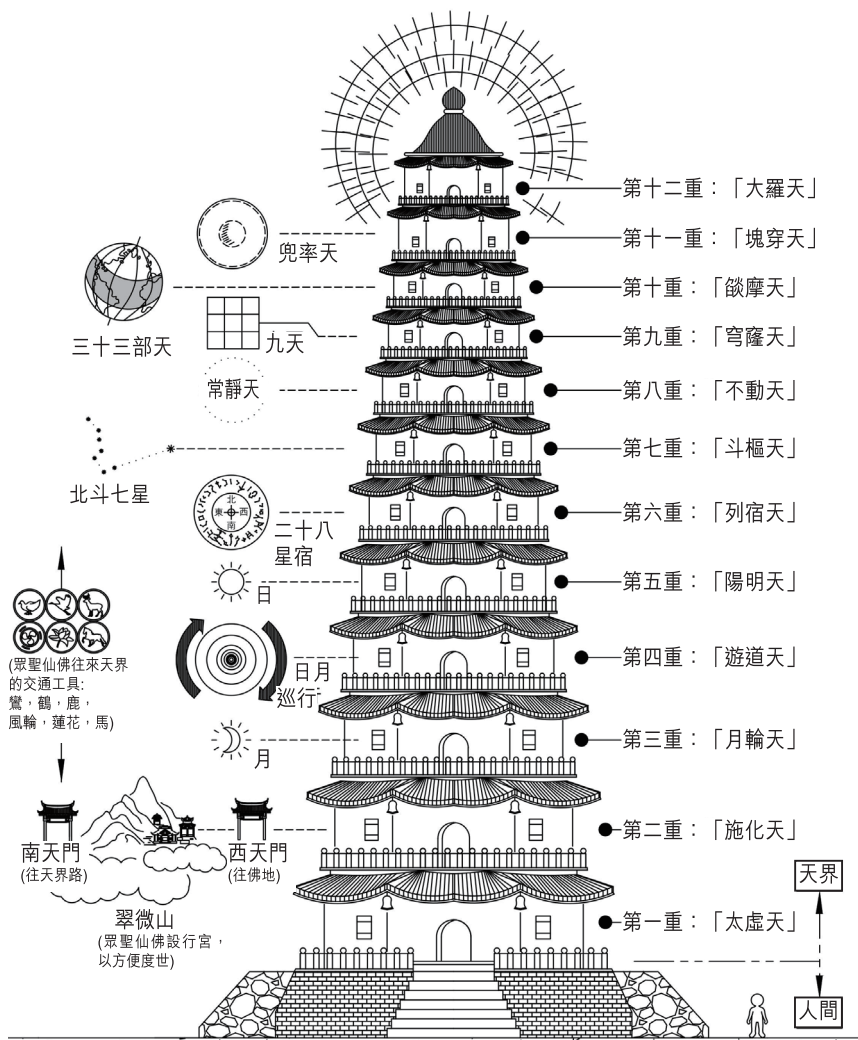 第十二重：「大羅天」
兜率天
第十一重：「塊穿天」
三十三部天
第十重：「燄摩天」
九天
第九重：「穹窿天」
常靜天
第八重：「不動天」
北斗七星
第七重：「斗樞天」
北
東 西
南
二十八
星宿
第六重：「列宿天」
日
第五重：「陽明天」
(眾聖仙佛往來天界
的交通工具:
鸞，鶴，鹿，
風輪，蓮花，馬)
日月
巡行
第四重：「遊道天」
月
第三重：「月輪天」
南天門
(往天界路)
西天門
(往佛地)
第二重：「施化天」
翠微山
(眾聖仙佛設行宮，
以方便度世)
第一重：「太虛天」
天界
人間